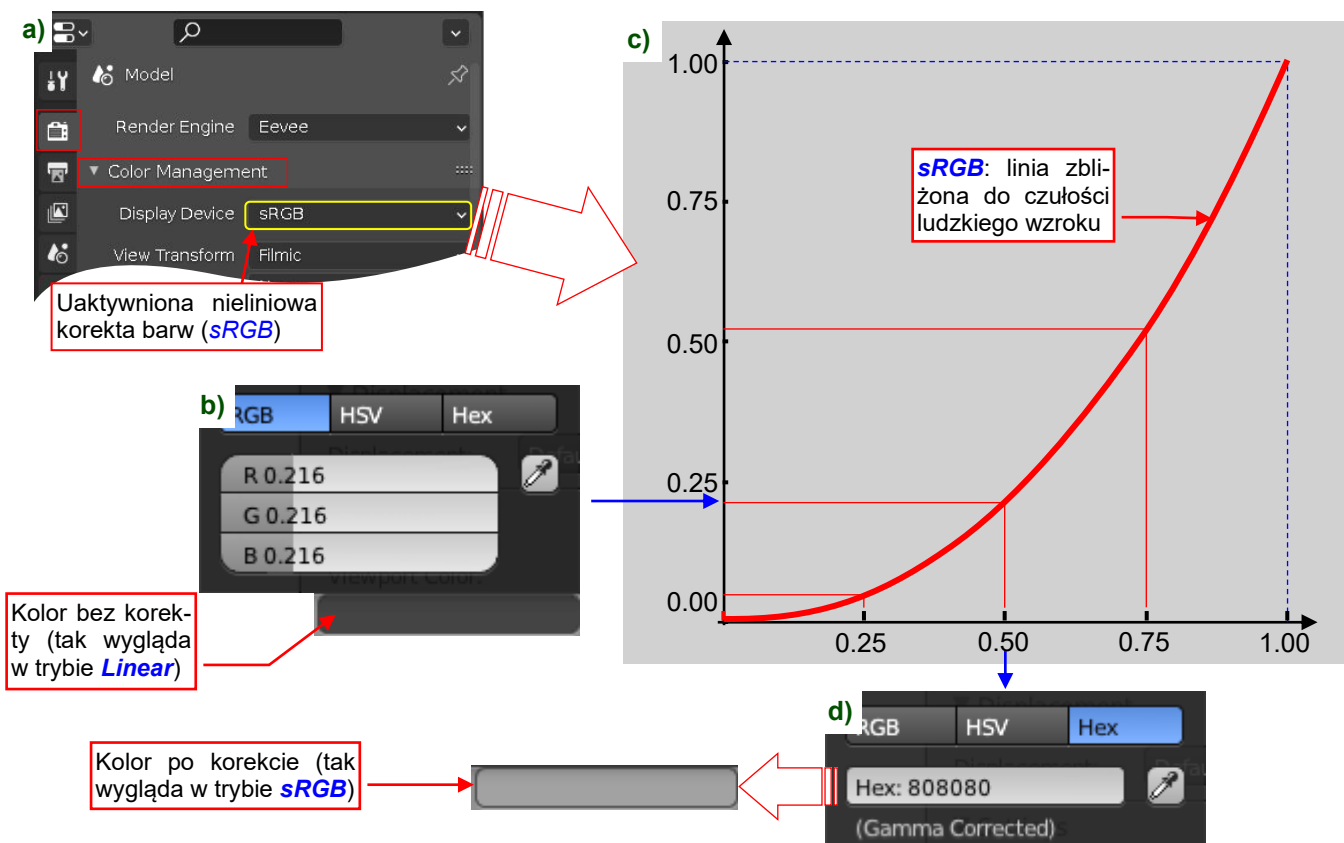 a)
Model
Render Engine Eevee
Color Management
Display Device sRGB
View Transform Filmic
Uaktywniona nieliniowa
korekta barw (sRGB)
b)
RGB HSV Hex
R 0.216
G 0.216
B 0.216
Viewport Color:
Kolor bez korek-
ty (tak wygląda
w trybie Linear)
c)
1.00
0.75
0.50
0.25
0.00
0.25 0.50 0.75 1.00
sRGB: linia zbli-
żona do czułości
ludzkiego wzroku
d)
RGB HSV Hex
Hex: 808080
(Gamma Corrected)
Kolor po korekcie (tak
wygląda w trybie sRGB)